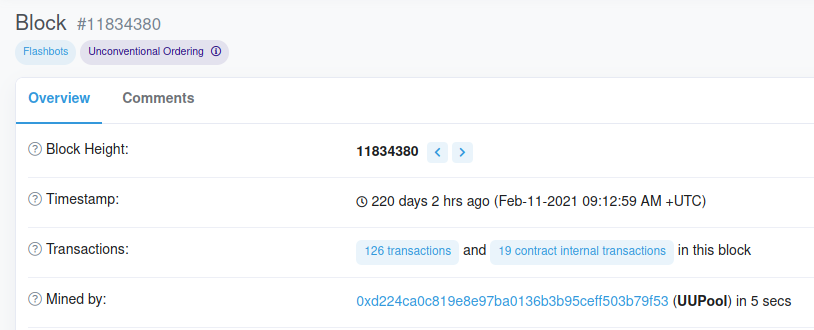 Block #11834380
Flashbots Unconventional Ordering
Overview Comments
Block Height: 11834380
Timestamp: 220 days 2 hrs ago (Feb-11-2021 09:12:59 AM +UTC)
Transactions: 126 transactions and 19 contract internal transactions in this block
Mined by: 0xd224ca0c819e8e97ba0136b3b95ceff503b79f53 (UUPool) in 5 secs